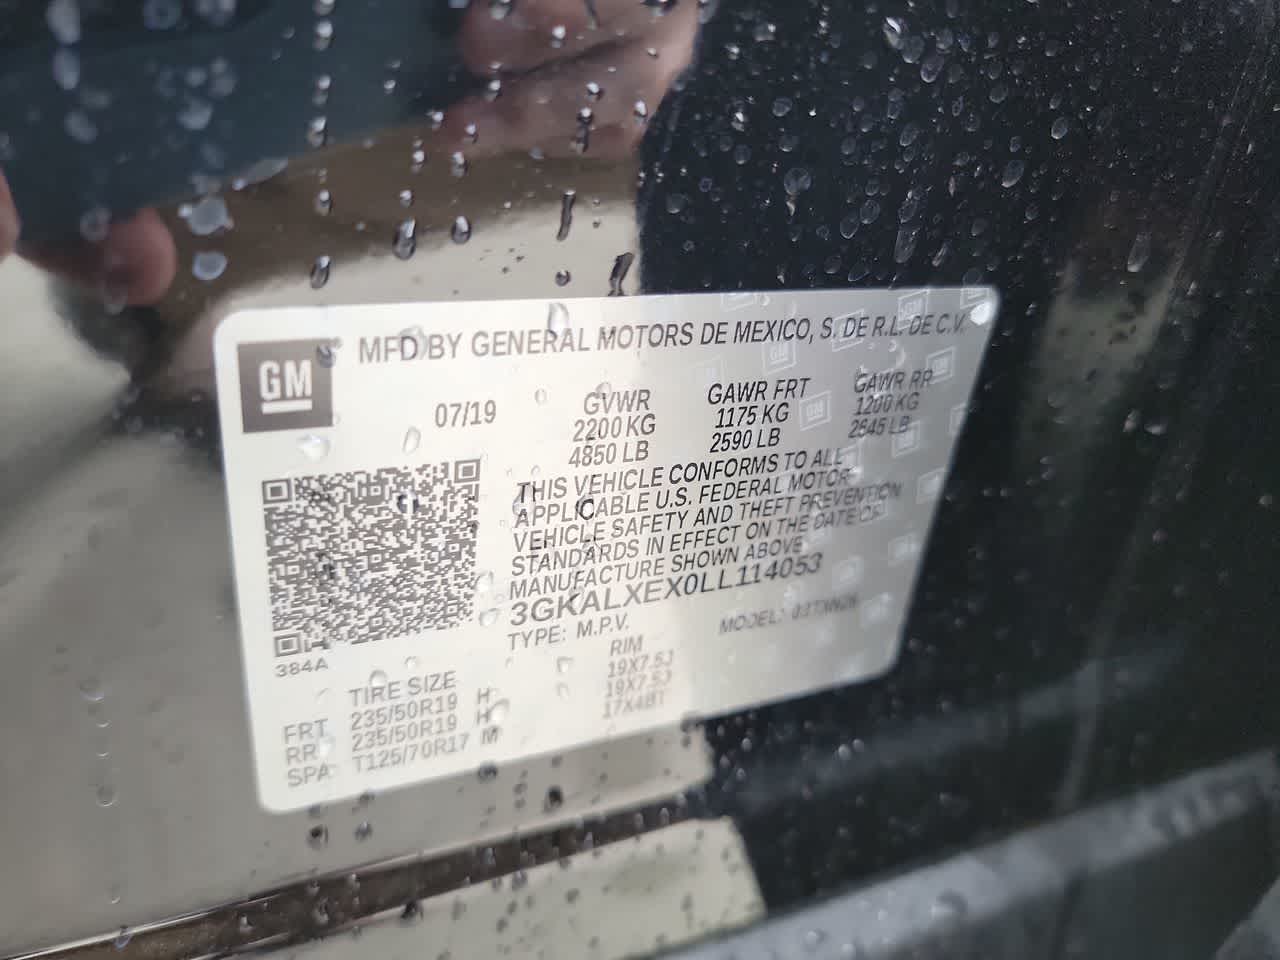 GM
MFD BY GENERAL MOTORS DE MEXICO, S. DE R.L. DE C.V.
07/19
GVWR
2200 KG
4850 LB
GAWR FRT
1175 KG
2590 LB
GAWR RR
1200 KG
2645 LB
THIS VEHICLE CONFORMS TO ALL
APPLICABLE U.S. FEDERAL MOTOR
VEHICLE SAFETY AND THEFT PREVENTION
STANDARDS IN EFFECT ON THE DATE OF
MANUFACTURE SHOWN ABOVE
3GKALXEX0LL114053
TYPE: M.P.V.
MODEL:
384A
TIRE SIZE
RIM
FRT 235/50R19 H 19X7.5J
RR 235/50R19 H 19X7.5J
SPA T125/70R17 M 17X4BT